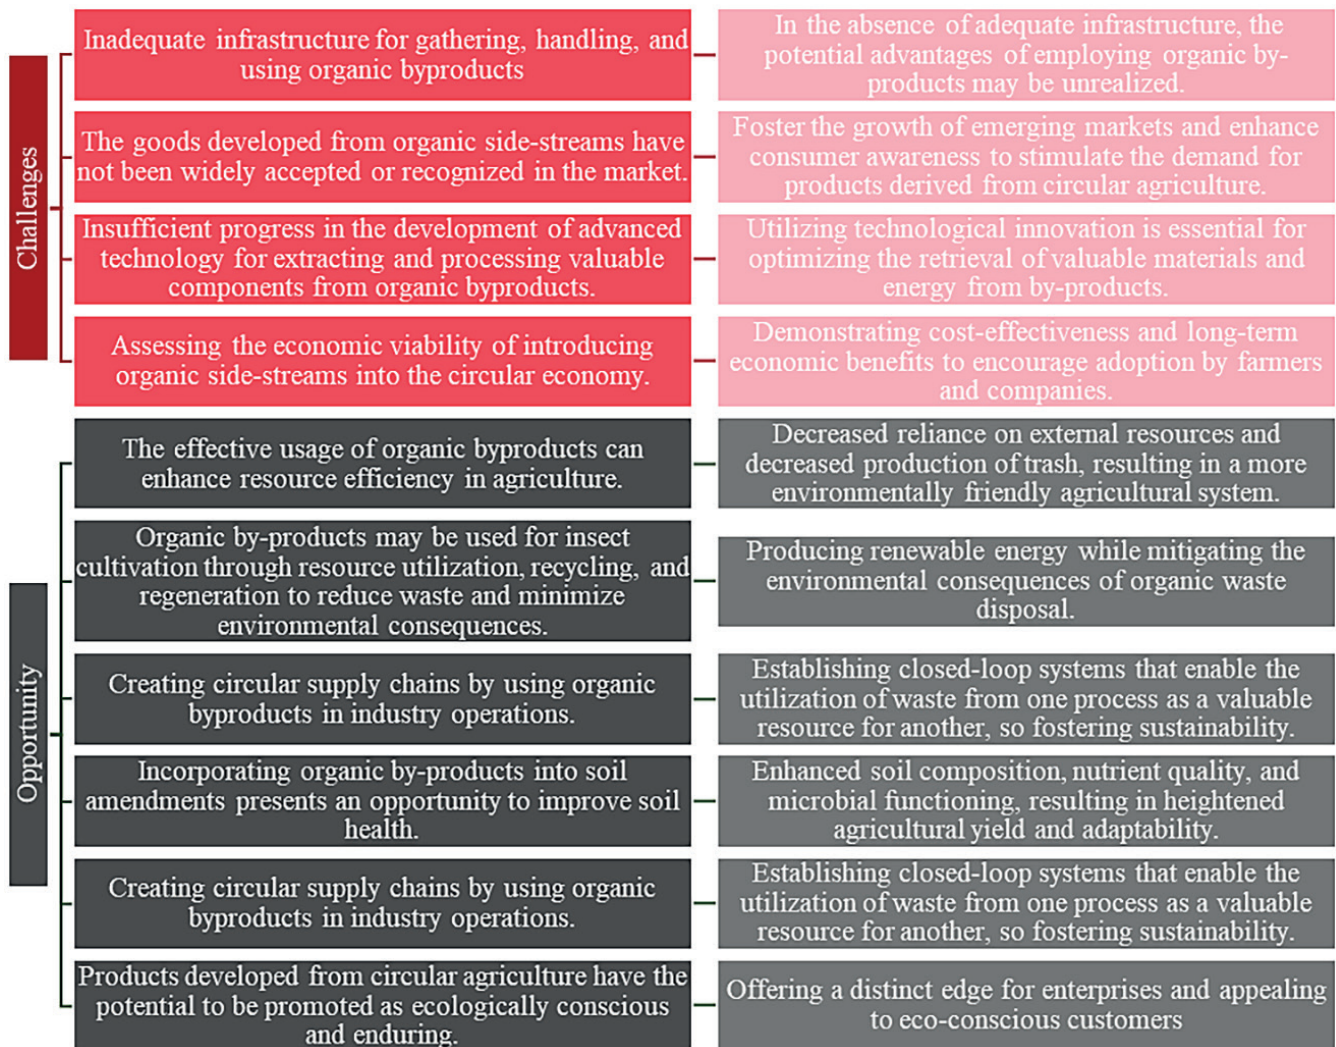 Challenges
Inadequate infrastructure for gathering, handling, and
using organic byproducts
In the absence of adequate infrastructure, the
potential advantages of employing organic by-
products may be unrealized.
The goods developed from organic side-streams have
not been widely accepted or recognized in the market.
Foster the growth of emerging markets and enhance
consumer awareness to stimulate the demand for
products derived from circular agriculture.
Insufficient progress in the development of advanced
technology for extracting and processing valuable
components from organic byproducts.
Utilizing technological innovation is essential for
optimizing the retrieval of valuable materials and
energy from by-products.
Assessing the economic viability of introducing
organic side-streams into the circular economy.
Demonstrating cost-effectiveness and long-term
economic benefits to encourage adoption by farmers
and companies.
Opportunity
The effective usage of organic byproducts can
enhance resource efficiency in agriculture.
Decreased reliance on external resources and
decreased production of trash, resulting in a more
environmentally friendly agricultural system.
Organic by-products may be used for insect
cultivation through resource utilization, recycling, and
regeneration to reduce waste and minimize
environmental consequences.
Producing renewable energy while mitigating the
environmental consequences of organic waste
disposal.
Creating circular supply chains by using organic
byproducts in industry operations.
Establishing closed-loop systems that enable the
utilization of waste from one process as a valuable
resource for another, so fostering sustainability.
Incorporating organic by-products into soil
amendments presents an opportunity to improve soil
health.
Enhanced soil composition, nutrient quality, and
microbial functioning, resulting in heightened
agricultural yield and adaptability.
Creating circular supply chains by using organic
byproducts in industry operations.
Establishing closed-loop systems that enable the
utilization of waste from one process as a valuable
resource for another, so fostering sustainability.
Products developed from circular agriculture have the
potential to be promoted as ecologically conscious
and enduring.
Offering a distinct edge for enterprises and appealing
to eco-conscious customers